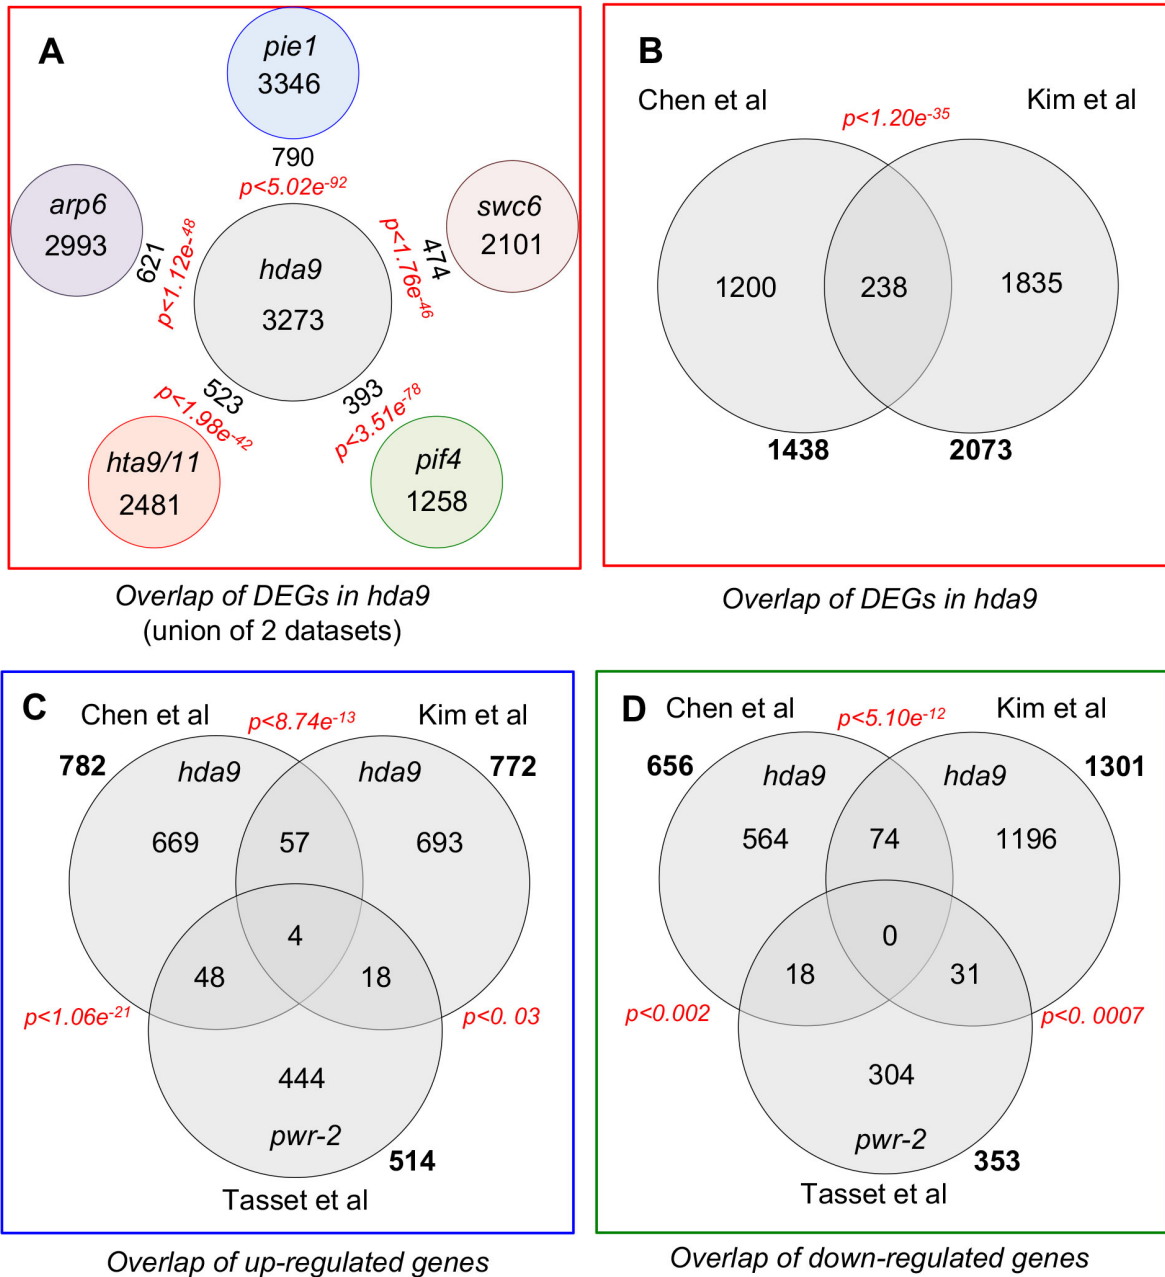 A
pie1
3346
790
p<5.02e-92
arp6
2993
621
p<1.12e-48
swc6
2101
474
p<1.76e-46
hda9
3273
523
p<1.98e-42
393
p<3.51e-78
hta9/11
2481
pif4
1258
Overlap of DEGs in hda9
(union of 2 datasets)
B
Chen et al
Kim et al
p<1.20e-35
1200
238
1835
1438
2073
Overlap of DEGs in hda9
C
Chen et al
p<8.74e-13
Kim et al
782
hda9
hda9
772
669
57
693
4
48
18
p<1.06e-21
p<0. 03
444
pwr-2
514
Tasset et al
Overlap of up-regulated genes
D
Chen et al
p<5.10e-12
Kim et al
656
hda9
hda9
1301
564
74
1196
0
18
31
p<0.002
p<0. 0007
304
pwr-2
353
Tasset et al
Overlap of down-regulated genes